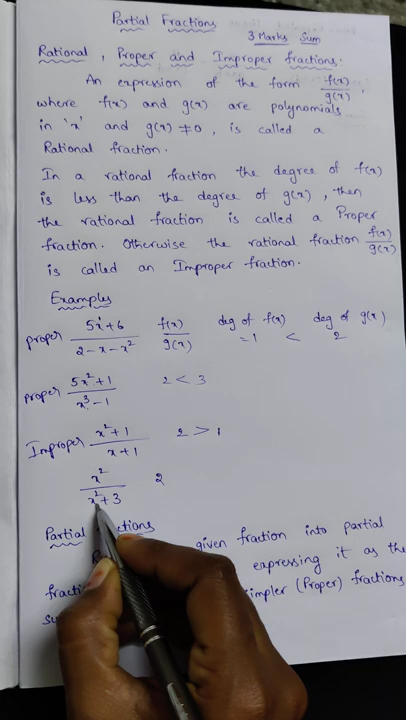 Partial Fractions
3 Marks Sum
Rational, Proper and Improper fractions:
An expression of the form f(x)/g(x),
where f(x) and g(x) are polynomials
in 'x' and g(x) ≠ 0, is called a
Rational fraction.
In a rational fraction the degree of f(x)
is less than the degree of g(x), then
the rational fraction is called a Proper
fraction. Otherwise the rational fraction f(x)/g(x)
is called an Improper fraction.
Examples
proper 5x+6 / 2-x-x² f(x)/g(x) deg of f(x) = 1 < deg of g(x) 2
proper 5x²+1 / x³-1 2 < 3
Improper x²+1 / x+1 2 > 1
x² / x²+3 2
Partial
given fraction into partial
expressing it as the
simpler (Proper) fractions